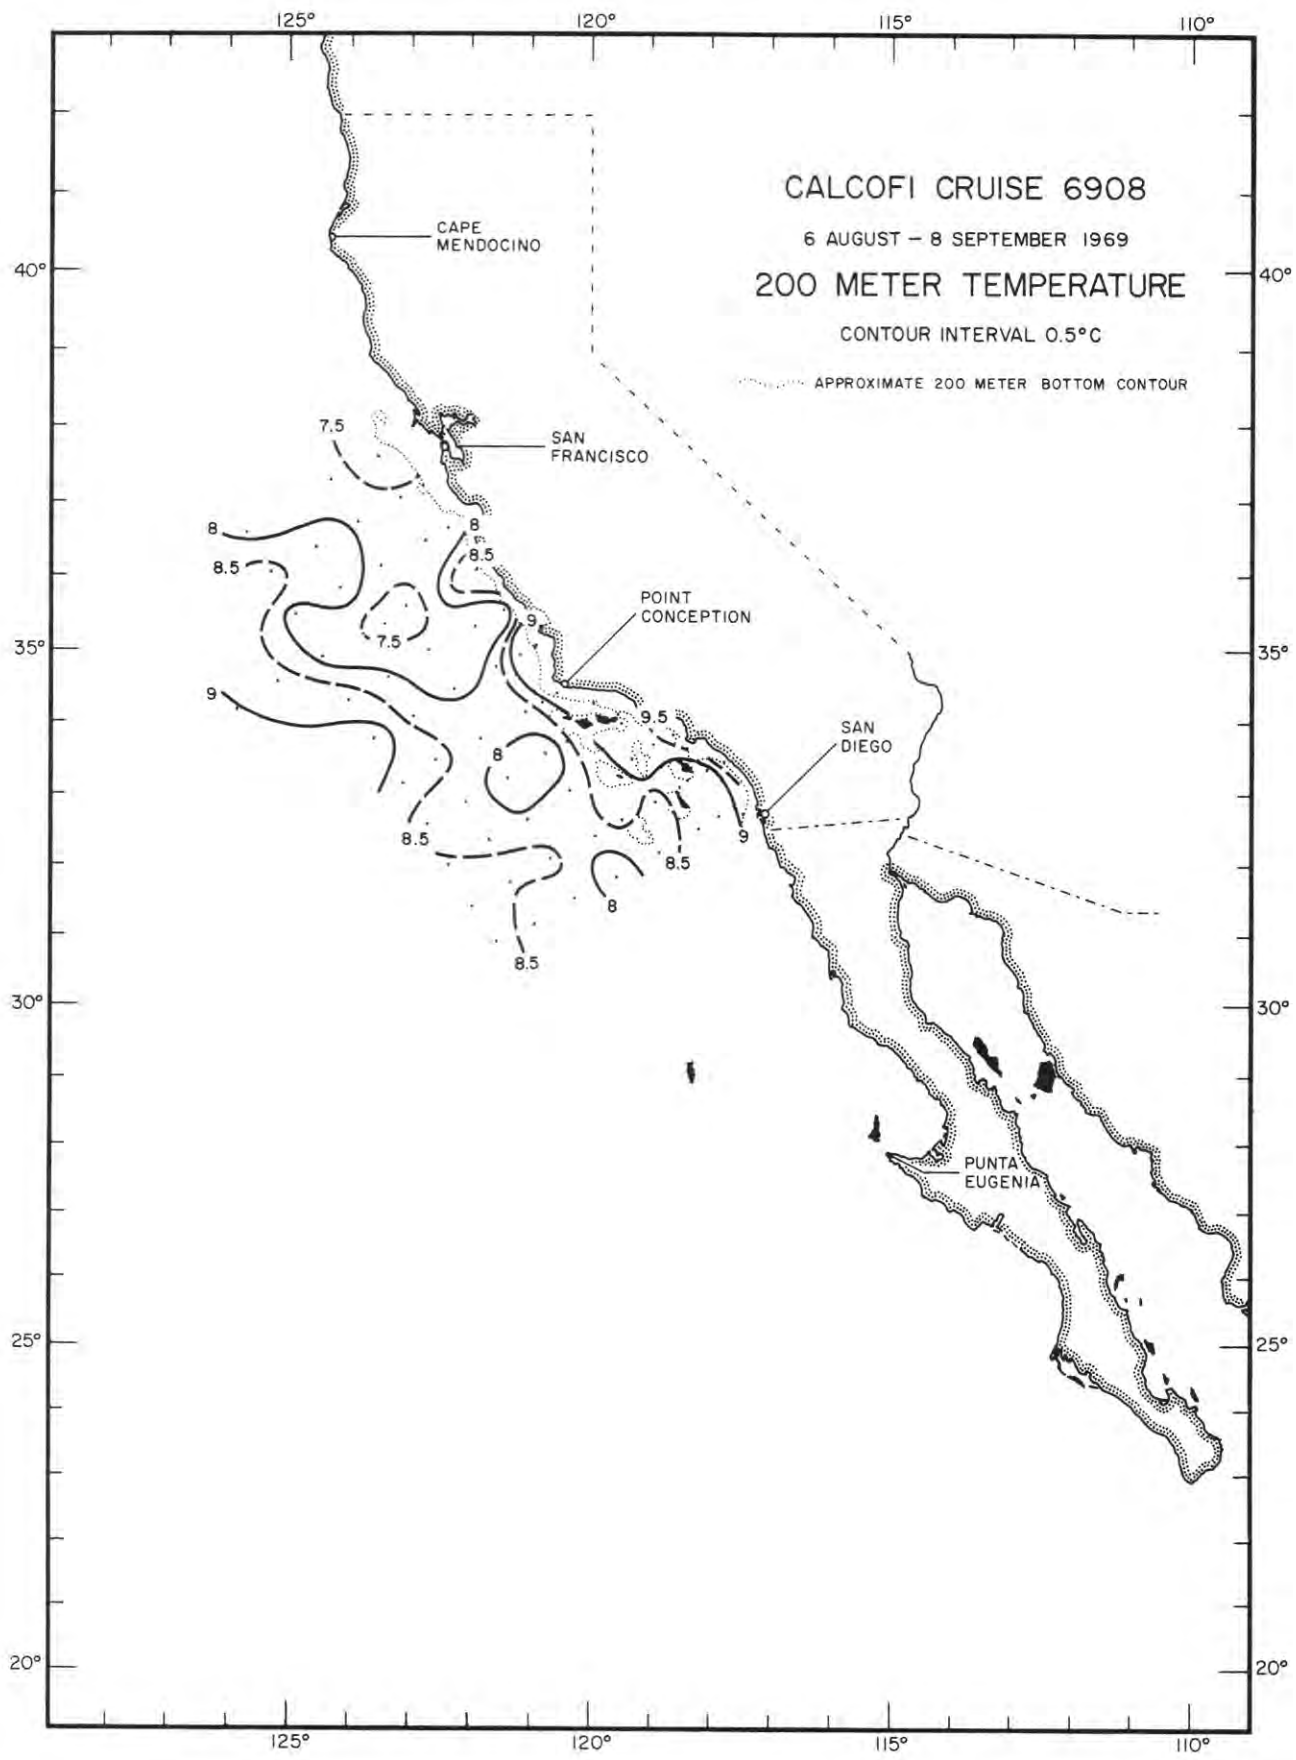 125°
120°
115°
110°
CALCOFI CRUISE 6908
6 AUGUST – 8 SEPTEMBER 1969
200 METER TEMPERATURE
CONTOUR INTERVAL 0.5°C
APPROXIMATE 200 METER BOTTOM CONTOUR
CAPE
MENDOCINO
40°
40°
7.5
SAN
FRANCISCO
8
8
8.5
8.5
POINT
CONCEPTION
9
7.5
35°
35°
9
9.5
SAN
DIEGO
8
8.5
9
8.5
8
8.5
30°
30°
PUNTA
EUGENIA
25°
25°
20°
20°
125°
120°
115°
110°